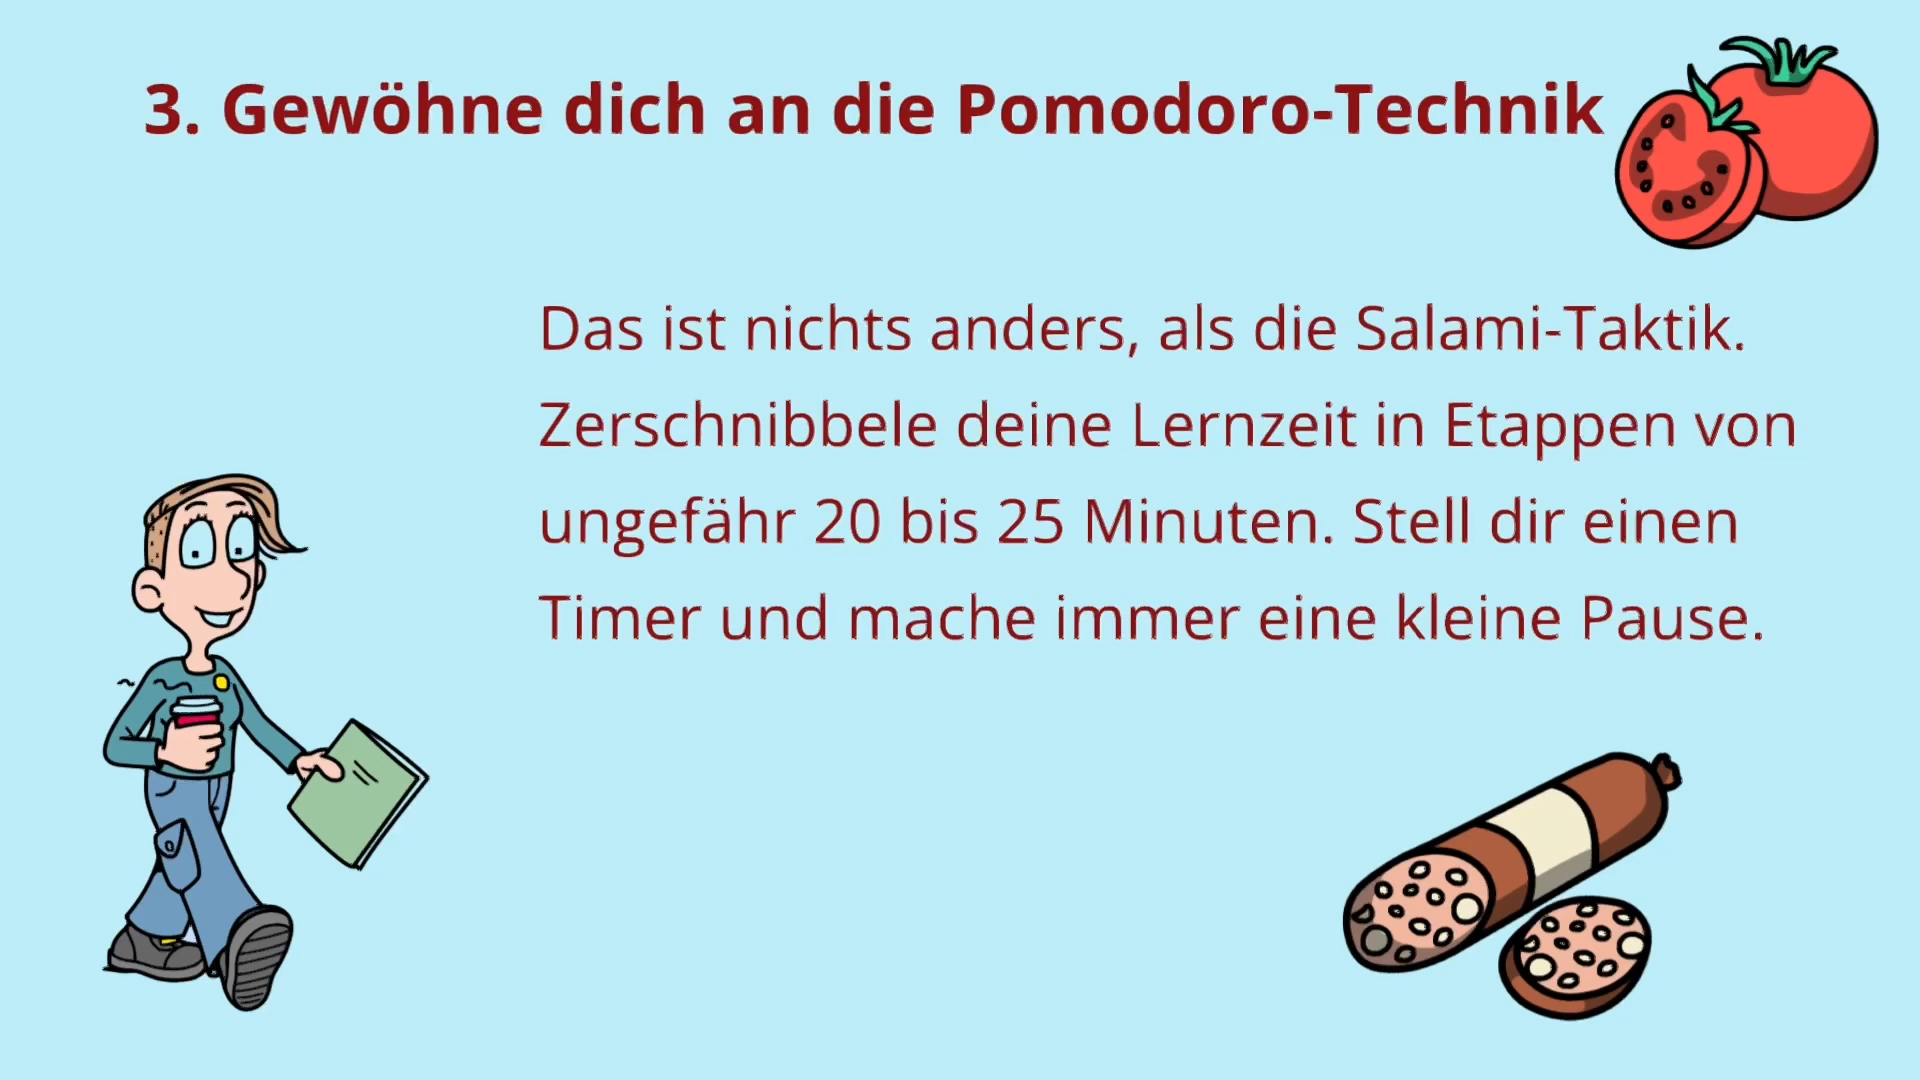 3. Gewöhne dich an die Pomodoro-Technik
Das ist nichts anders, als die Salami-Taktik.
Zerschnibbele deine Lernzeit in Etappen von
ungefähr 20 bis 25 Minuten. Stell dir einen
Timer und mache immer eine kleine Pause.